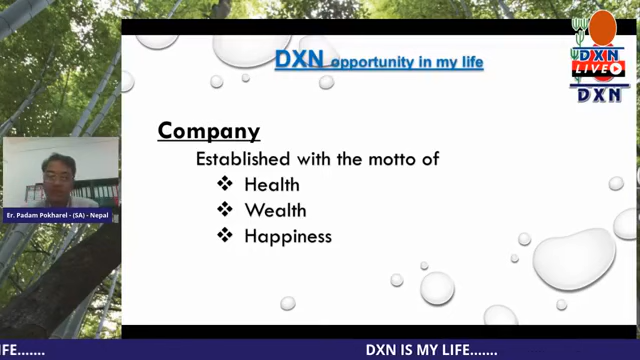 DXN opportunity in my life
DXN
LIVE
DXN
Company
Established with the motto of
Health
Wealth
Happiness
Er. Padam Pokharel - (SA) - Nepal
IFE.......
DXN IS MY LIFE.......